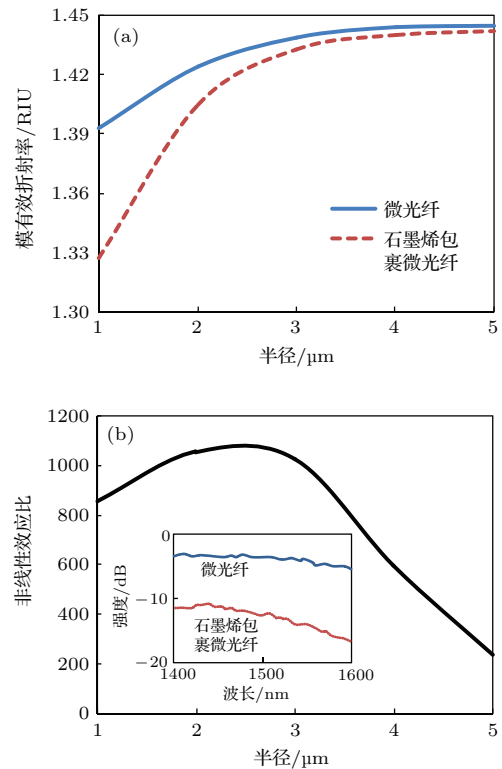 1.45
(a)
1.42
1.39
1.36
1.33
1.30
模有效折射率/RIU
微光纤
石墨烯包
裹微光纤
1 2 3 4 5
半径/μm
1200
(b)
1000
800
600
400
200
0
非线性效应比
0
-10
-20
强度/dB
微光纤
石墨烯包
裹微光纤
1400 1500 1600
波长/nm
1 2 3 4 5
半径/μm